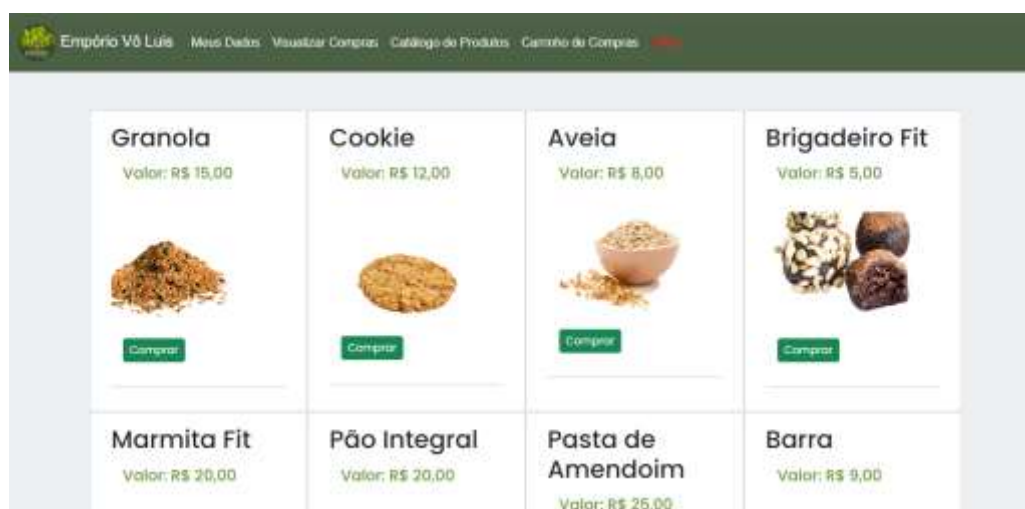 Empório Vô Luis Meus Dados Visualizar Compras Catálogo de Produtos Carrinho de Compras
Granola
Valor: R$ 15,00
Comprar
Cookie
Valor: R$ 12,00
Comprar
Aveia
Valor: R$ 8,00
Comprar
Brigadeiro Fit
Valor: R$ 5,00
Comprar
Marmita Fit
Valor: R$ 20,00
Pão Integral
Valor: R$ 20,00
Pasta de
Amendoim
Valor: R$ 25,00
Barra
Valor: R$ 9,00